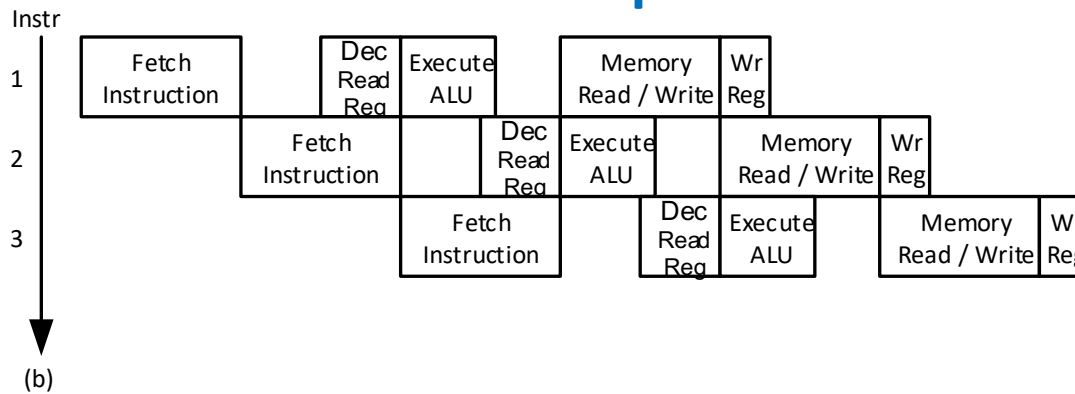 Instr
1
Fetch
Instruction
Dec
Read
Reg
Execute
ALU
Memory
Read / Write
Wr
Reg
2
Fetch
Instruction
Dec
Read
Reg
Execute
ALU
Memory
Read / Write
Wr
Reg
3
Fetch
Instruction
Dec
Read
Reg
Execute
ALU
Memory
Read / Write
(b)